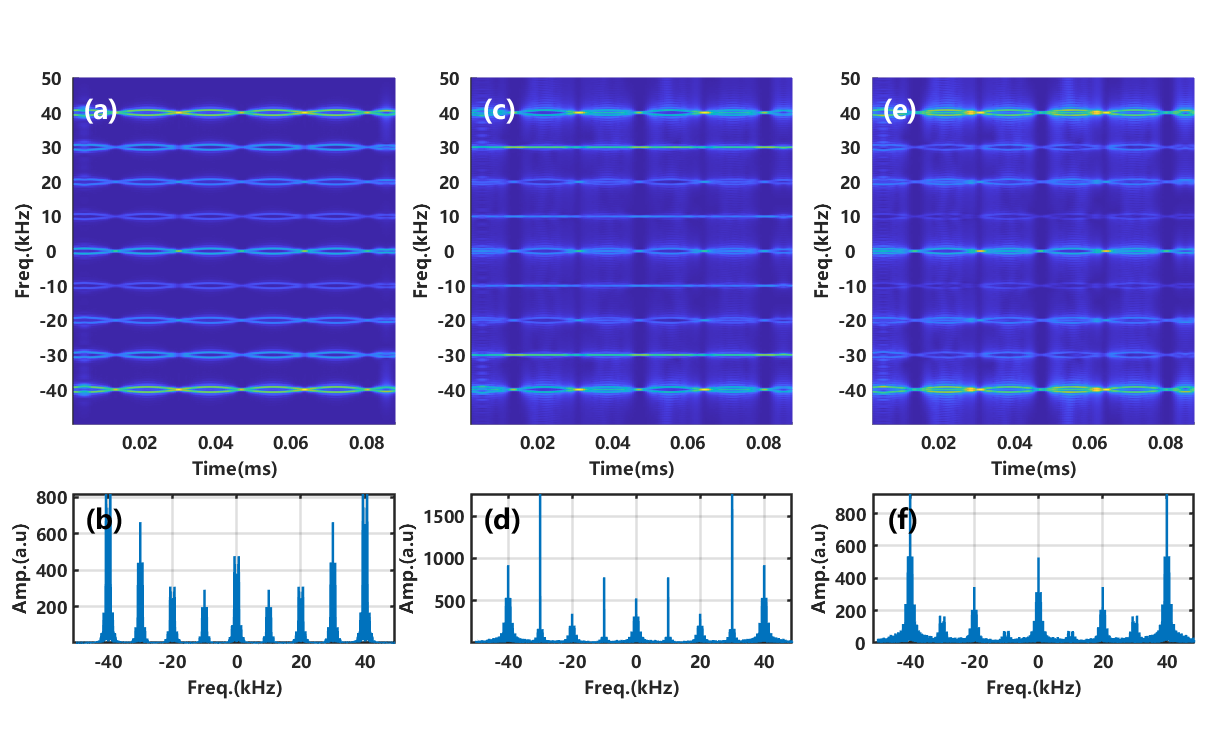 (a)
50
40
30
20
10
0
-10
-20
-30
-40
Freq.(kHz)
0.02 0.04 0.06 0.08
Time(ms)
(c)
50
40
30
20
10
0
-10
-20
-30
-40
Freq.(kHz)
0.02 0.04 0.06 0.08
Time(ms)
(e)
50
40
30
20
10
0
-10
-20
-30
-40
Freq.(kHz)
0.02 0.04 0.06 0.08
Time(ms)
(b)
800
600
400
200
Amp.(a.u)
-40 -20 0 20 40
Freq.(kHz)
(d)
1500
1000
500
Amp.(a.u)
-40 -20 0 20 40
Freq.(kHz)
(f)
800
600
400
200
0
Amp.(a.u)
-40 -20 0 20 40
Freq.(kHz)